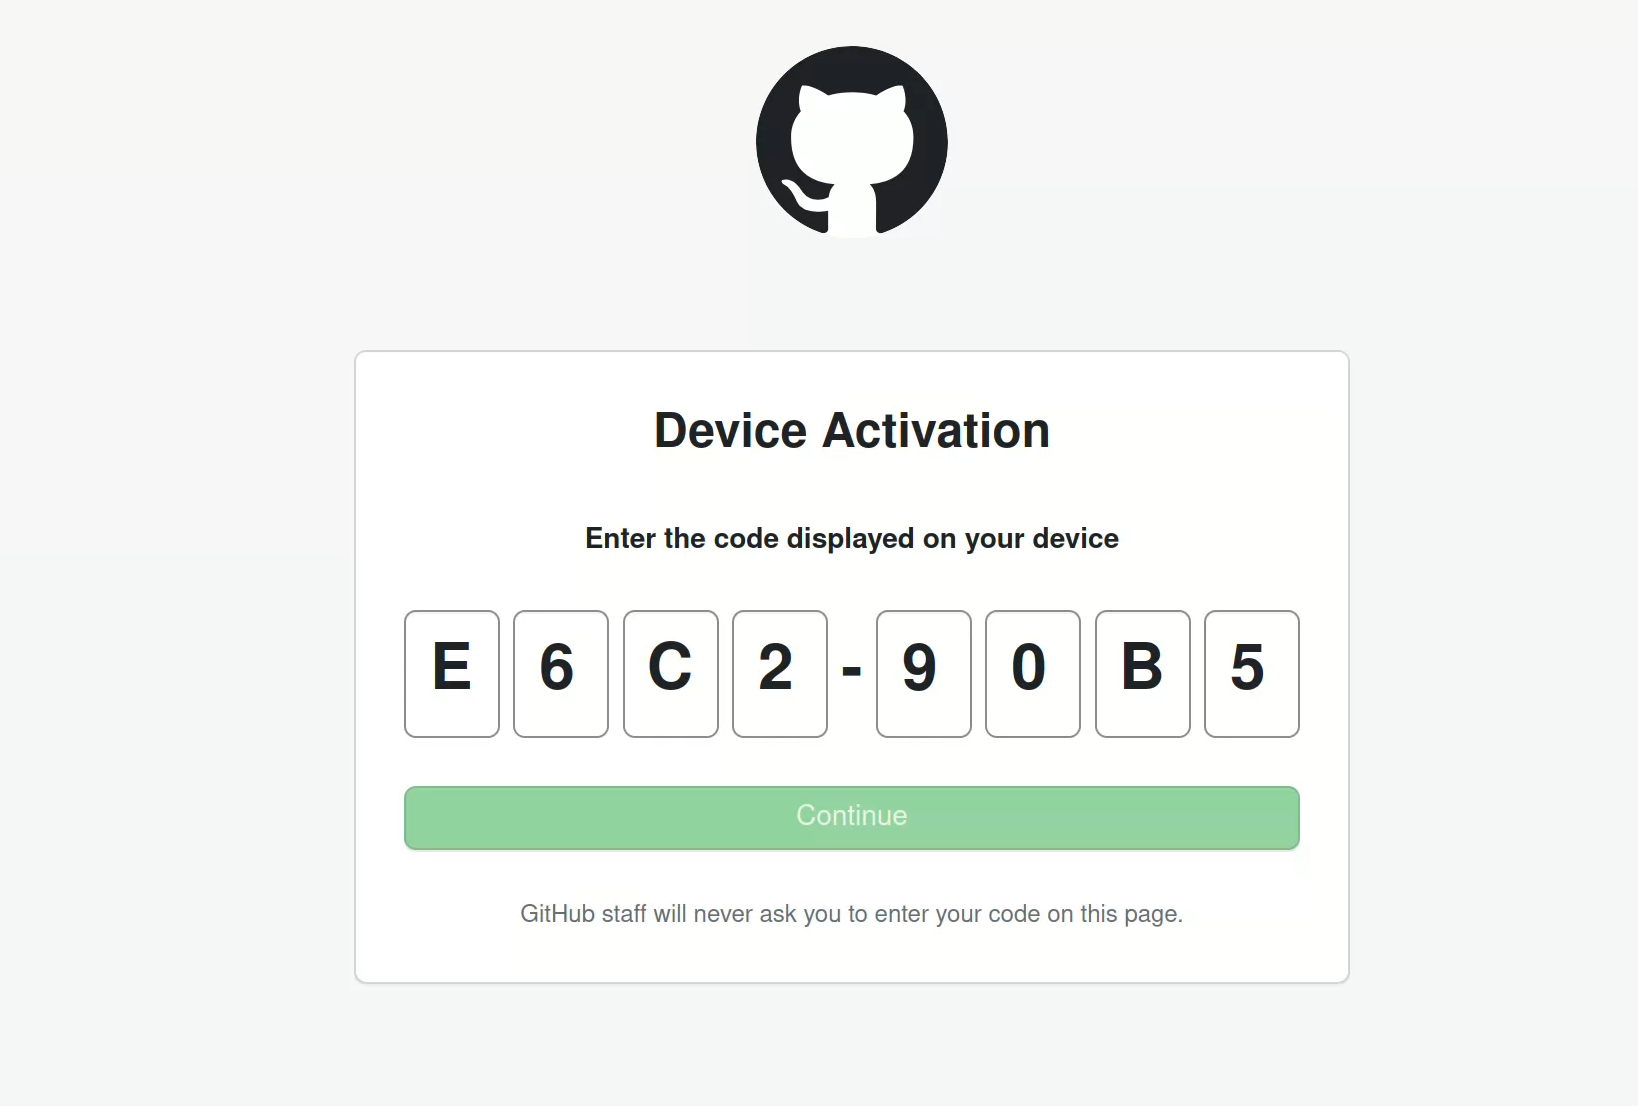 Device Activation
Enter the code displayed on your device
E 6 C 2 - 9 0 B 5
Continue
GitHub staff will never ask you to enter your code on this page.